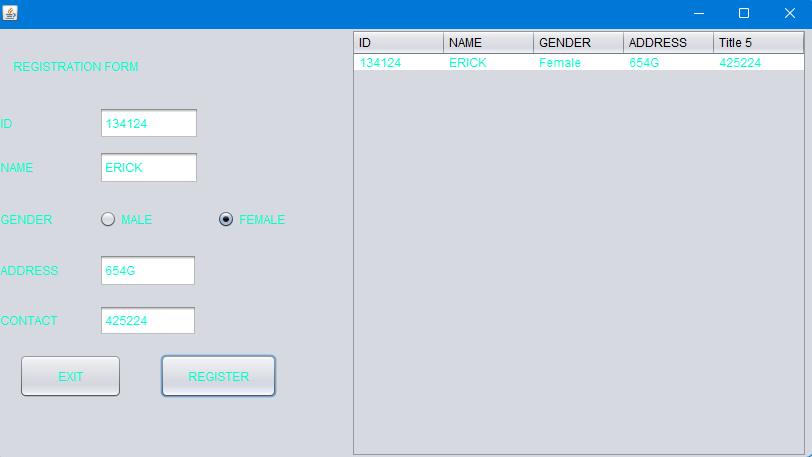 REGISTRATION FORM
ID 134124
NAME ERICK
GENDER MALE FEMALE
ADDRESS 654G
CONTACT 425224
EXIT REGISTER
ID NAME GENDER ADDRESS Title 5
134124 ERICK Female 654G 425224